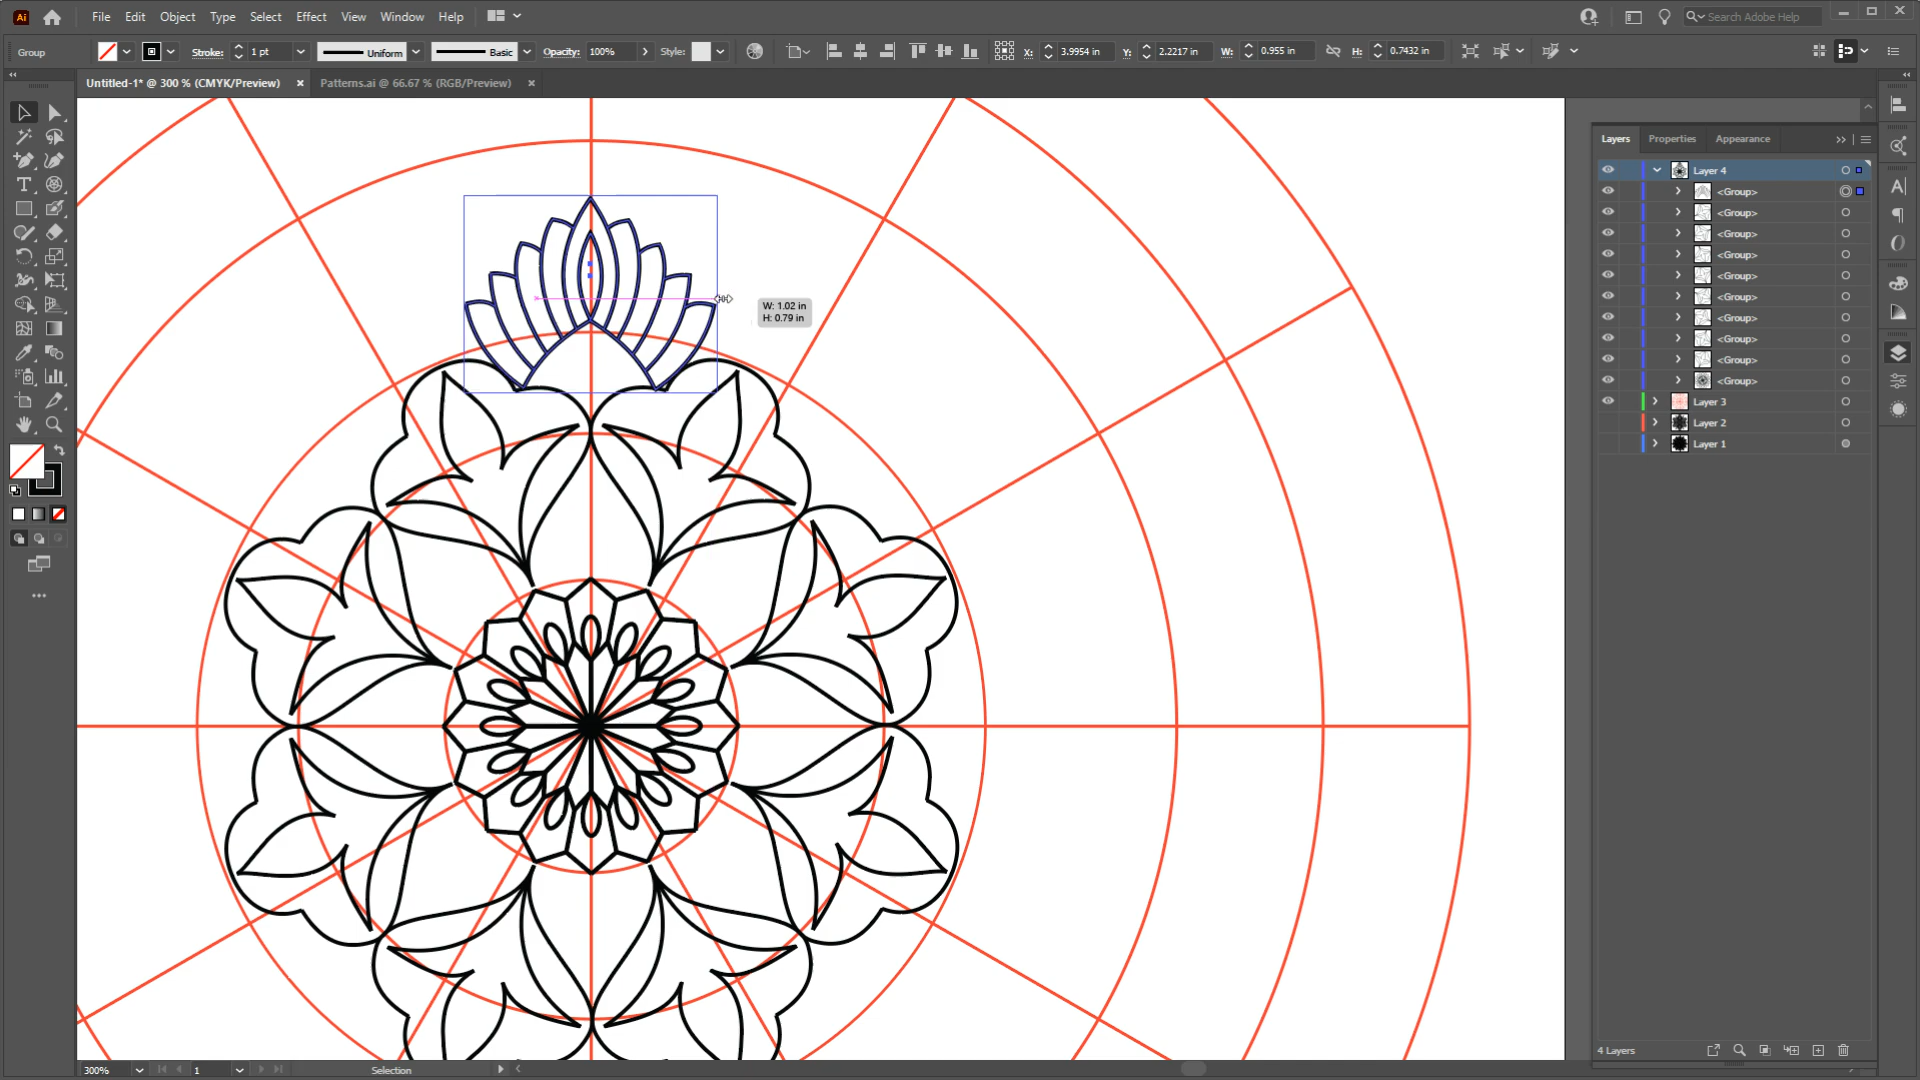 Ai File Edit Object Type Select Effect View Window Help Search Adobe Help
Group Stroke: 1 pt Uniform Basic Opacity: 100% Style: X: 3.9954 in Y: 2.2217 in W: 0.955 in H: 0.7432 in
Untitled-1* @ 300 % (CMYK/Preview) × Patterns.ai @ 66.67 % (RGB/Preview) ×
Layers Properties Appearance
Layer 4
<Group>
<Group>
<Group>
<Group>
<Group>
<Group>
<Group>
<Group>
<Group>
<Group>
Layer 3
Layer 2
Layer 1
W: 1.02 in
H: 0.79 in
4 Layers
300% 1 Selection